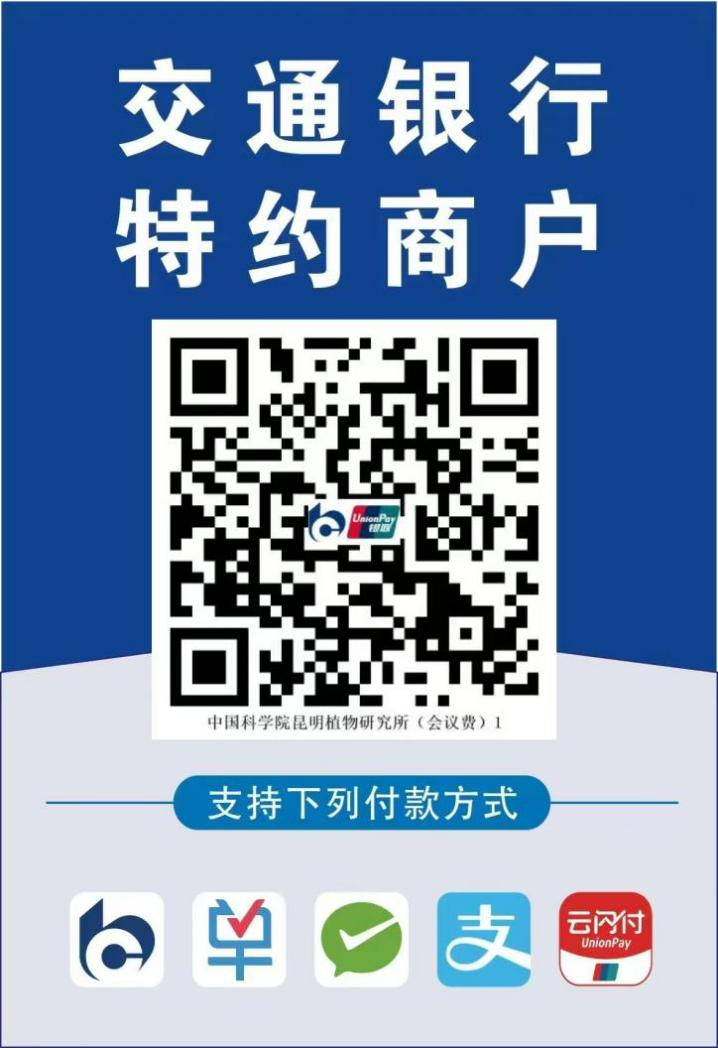 交通银行
特约商户
UnionPay
银联
中国科学院昆明植物研究所（会议费）1
支持下列付款方式
单
支
云闪付
UnionPay